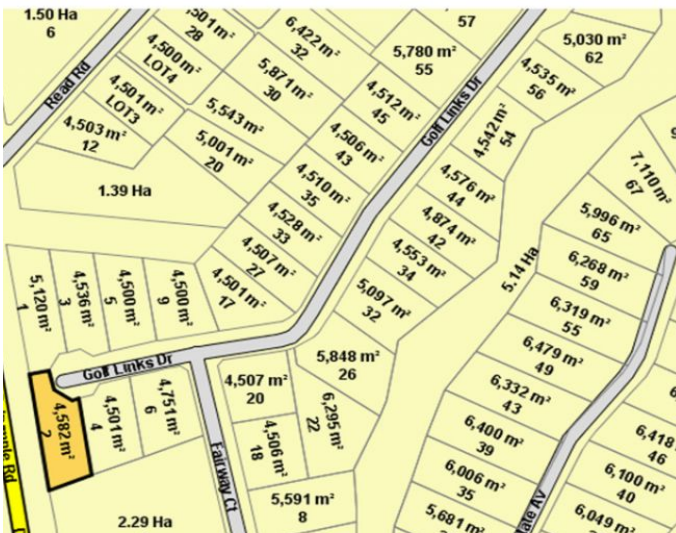 1.50 Ha
6
4,500 m²
LOT4
28
6,422 m²
32
5,871 m²
30
5,780 m²
55
57
5,030 m²
62
4,535 m²
56
Read Rd
4,501 m²
LOT3
4,503 m²
12
5,543 m²
5,001 m²
20
4,512 m²
45
4,506 m²
43
Golf Links Dr
4,542 m²
54
7,110 m²
67
1.39 Ha
4,510 m²
35
4,528 m²
33
4,507 m²
27
4,501 m²
17
4,576 m²
44
4,874 m²
42
4,553 m²
34
5,097 m²
32
5.14 Ha
5,996 m²
65
6,268 m²
59
6,319 m²
55
6,479 m²
49
6,332 m²
43
6,400 m²
39
6,006 m²
35
5,681 m²
5,120 m²
1
4,536 m²
3
4,500 m²
5
4,500 m²
9
Golf Links Dr
4,582 m²
2
4,501 m²
4
4,751 m²
6
4,507 m²
20
4,506 m²
18
5,848 m²
26
6,295 m²
22
Fairway Ct
5,591 m²
8
2.29 Ha
6,418
46
6,100 m²
40
6,049 m²
Rd
Av